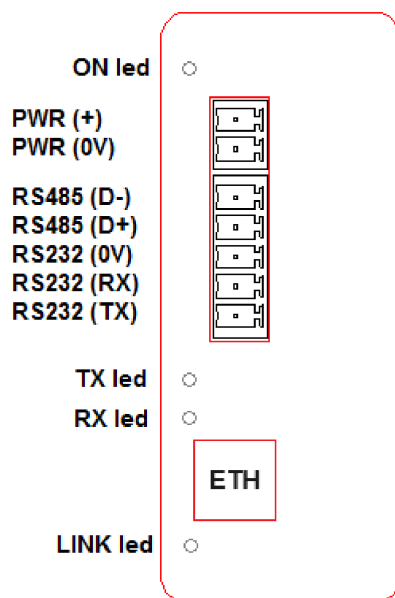 ON led
PWR (+)
PWR (0V)
RS485 (D-)
RS485 (D+)
RS232 (0V)
RS232 (RX)
RS232 (TX)
TX led
RX led
ETH
LINK led